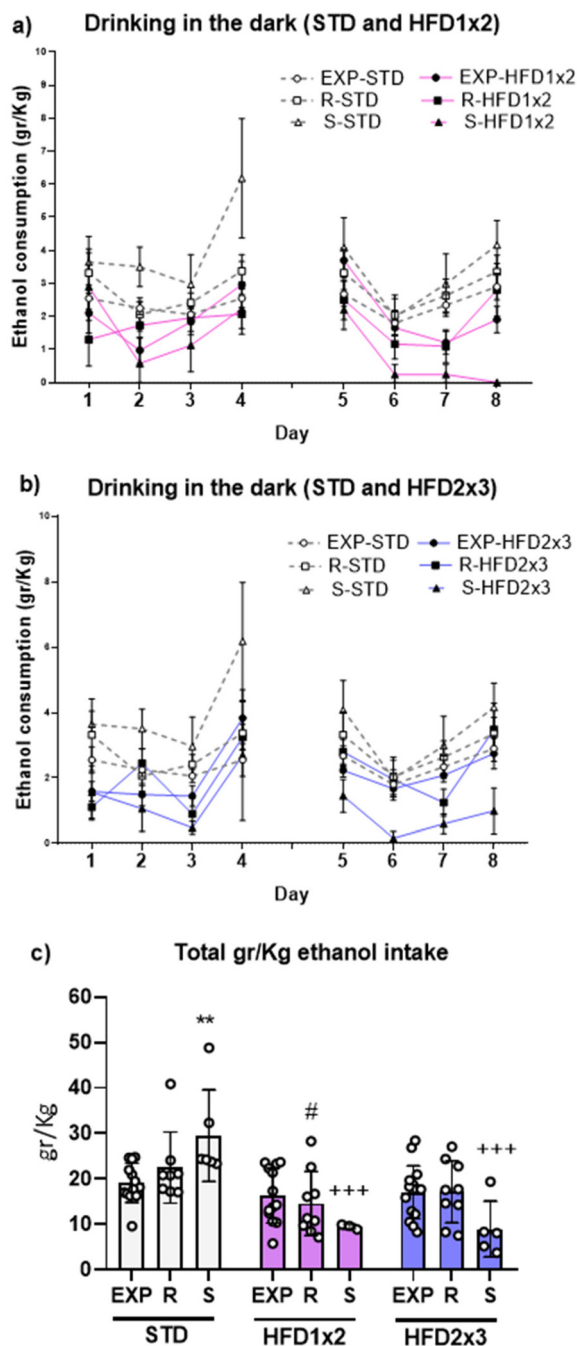 a) Drinking in the dark (STD and HFD1x2)
Ethanol consumption (gr/Kg)
10
9
8
7
6
5
4
3
2
1
0
EXP-STD EXP-HFD1x2
R-STD R-HFD1x2
S-STD S-HFD1x2
1 2 3 4 5 6 7 8
Day
b) Drinking in the dark (STD and HFD2x3)
Ethanol consumption (gr/Kg)
10
8
6
4
2
0
EXP-STD EXP-HFD2x3
R-STD R-HFD2x3
S-STD S-HFD2x3
1 2 3 4 5 6 7 8
Day
c) Total gr/Kg ethanol intake
gr/Kg
60
50
40
30
20
10
0
**
#
+++
+++
EXP R S EXP R S EXP R S
STD HFD1x2 HFD2x3